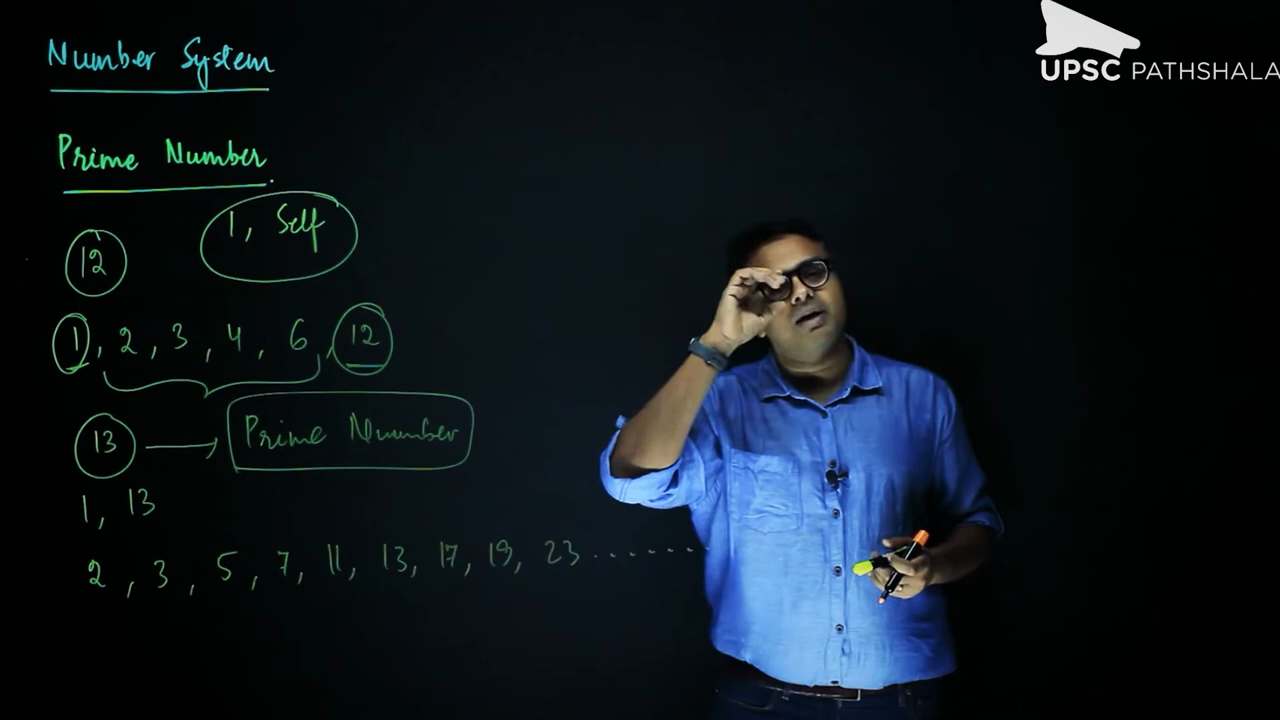 Number System
UPSC PATHSHALA
Prime Number.
1, Self
12
1, 2, 3, 4, 6, 12
13 → Prime Number
1, 13
2, 3, 5, 7, 11, 13, 17, 19, 23.......